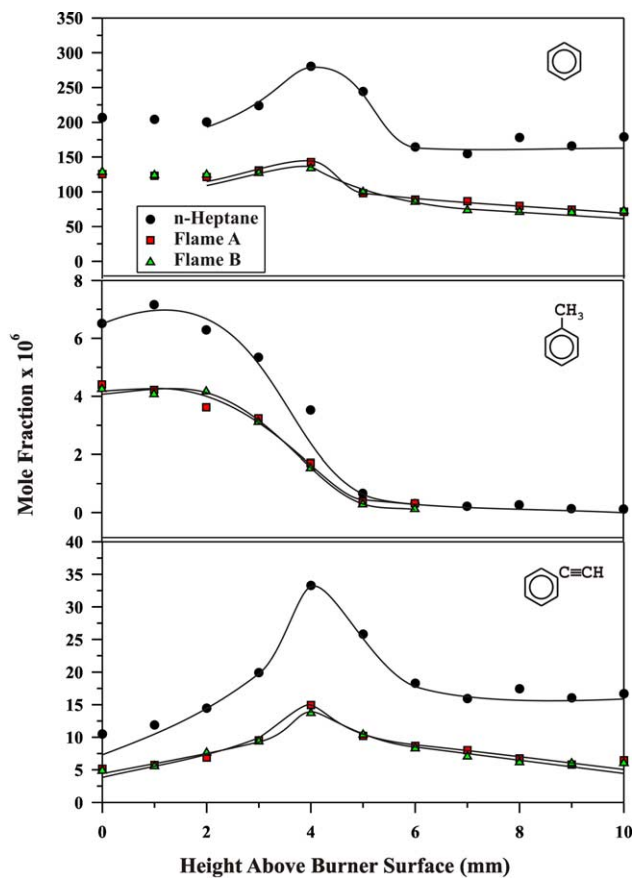 350
300
250
200
150
100
50
0
n-Heptane
Flame A
Flame B
8
6
4
2
0
CH3
Mole Fraction x 10^6
40
35
30
25
20
15
10
5
0
C≡CH
0 2 4 6 8 10
Height Above Burner Surface (mm)